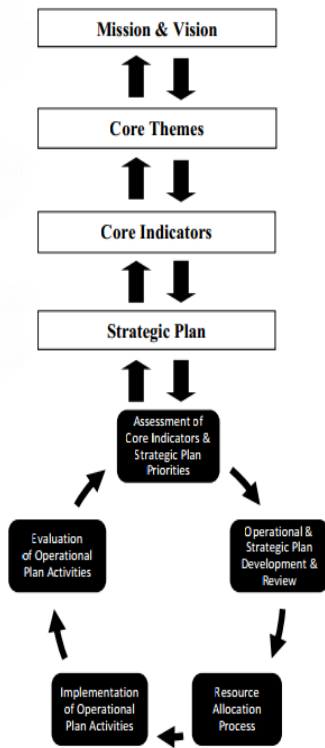 Mission & Vision
Core Themes
Core Indicators
Strategic Plan
Assessment of
Core Indicators &
Strategic Plan
Priorities
Operational &
Strategic Plan
Development &
Review
Resource
Allocation
Process
Implementation
of Operational
Plan Activities
Evaluation
of Operational
Plan Activities